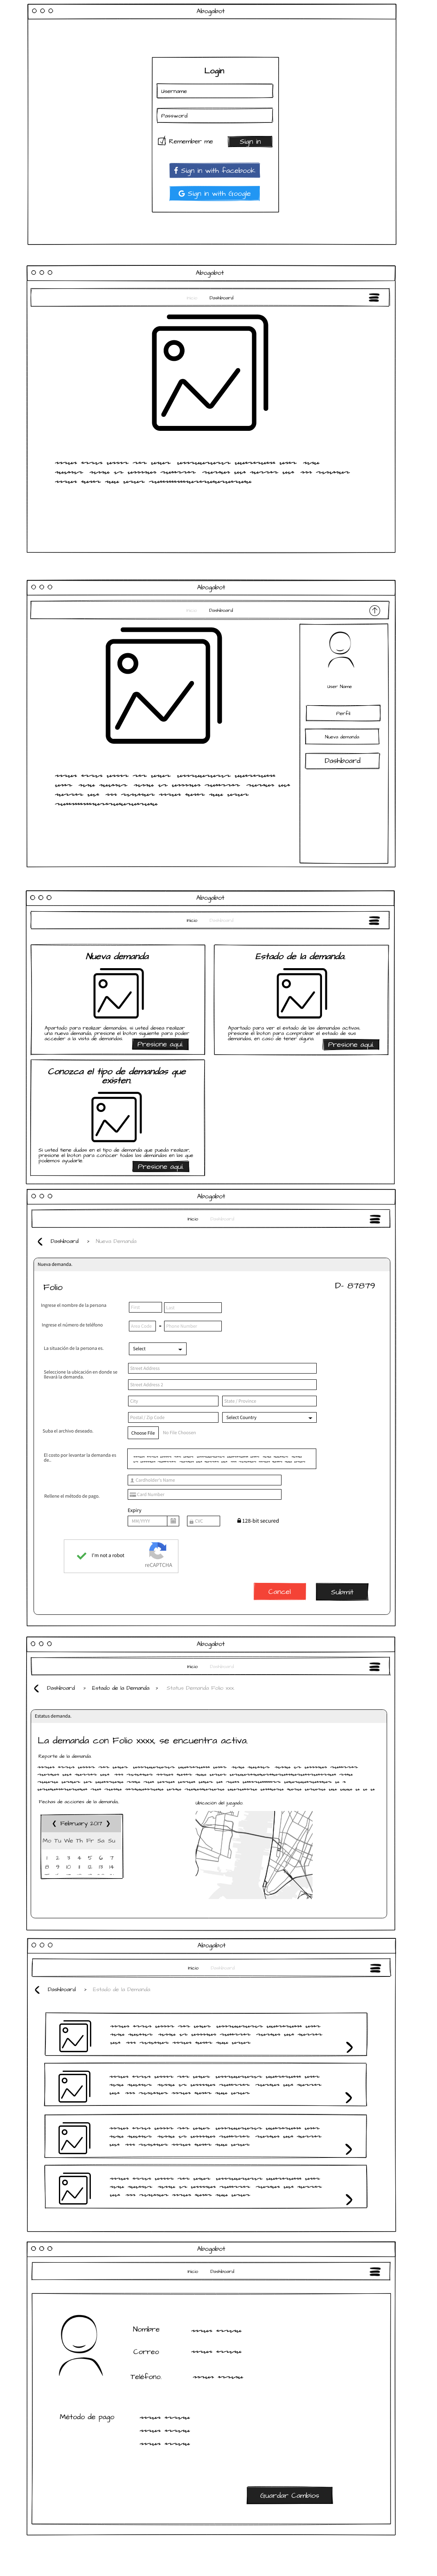 Abogabot
Login
Username
Password
Remember me
Sign in
Sign in with Facebook
Sign in with Google
Abogabot
Inicio Dashboard
Abogabot
Inicio Dashboard
User Name
Perfil
Nueva demanda
Dashboard
Abogabot
Inicio Dashboard
Nueva demanda
Apartado para realizar demandas, si usted desea realizar
una nueva demanda, presione el boton siguiente para poder
acceder a la vista de demandas.
Presione aqui.
Estado de la demanda.
Apartado para ver el estado de las demandas activas,
presione el boton para comprobar el estado de sus
demandas, en caso de tener alguna.
Presione aqui.
Conozca el tipo de demandas que
existen.
Si usted tiene dudas en el tipo de demanda que puede realizar,
presione el boton para conocer todas las demandas en las que
podemos ayudarle.
Presione aqui.
Abogabot
Inicio Dashboard
Dashboard > Nueva Demanda
Nueva demanda.
Folio
D- 87879
Ingrese el nombre de la persona
First Last
Ingrese el número de teléfono
Area Code - Phone Number
La situación de la persona es.
Select
Seleccione la ubicación en donde se
llevará la demanda.
Street Address
Street Address 2
City State / Province
Postal / Zip Code Select Country
Suba el archivo deseado.
Choose File No File Choosen
El costo por levantar la demanda es
de..
Rellene el método de pago.
Cardholder's Name
Card Number
Expiry
MM/YYYY CVC 128-bit secured
I'm not a robot
reCAPTCHA
Cancel Submit
Abogabot
Inicio Dashboard
Dashboard > Estado de la Demanda > Status Demanda Folio xxx
Estatus demanda.
La demanda con Folio xxxx, se encuentra activa.
Reporte de la demanda
Fechas de acciones de la demanda.
Ubicación del juzgado
February 2017
Mo Tu We Th Fr Sa Su
1 2 3 4 5 6 7
8 9 10 11 12 13 14
Abogabot
Inicio Dashboard
Dashboard > Estado de la Demanda
Abogabot
Inicio Dashboard
Nombre
Correo
Teléfono
Método de pago
Guardar Cambios